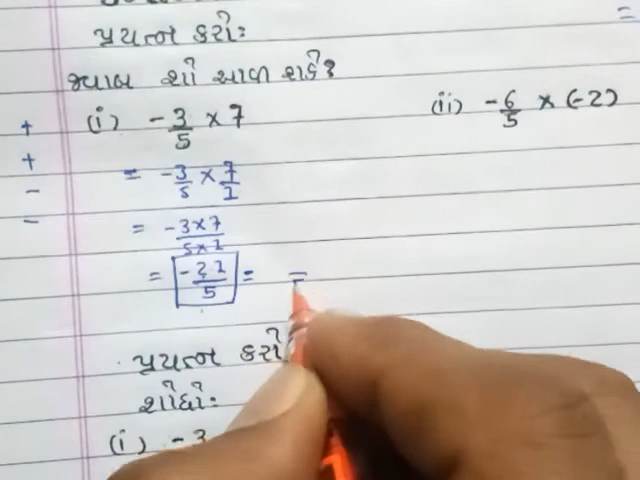 પ્રયત્ન કરો:
જવાબ શો આળ શકે?
(i) -3/5 × 7
(ii) -6/5 × (-2)
+
+
-
-
= -3/5 × 7/1
= -3×7/5×1
= -21/5 =
પ્રયત્ન કરો
શોધો:
(i) -3